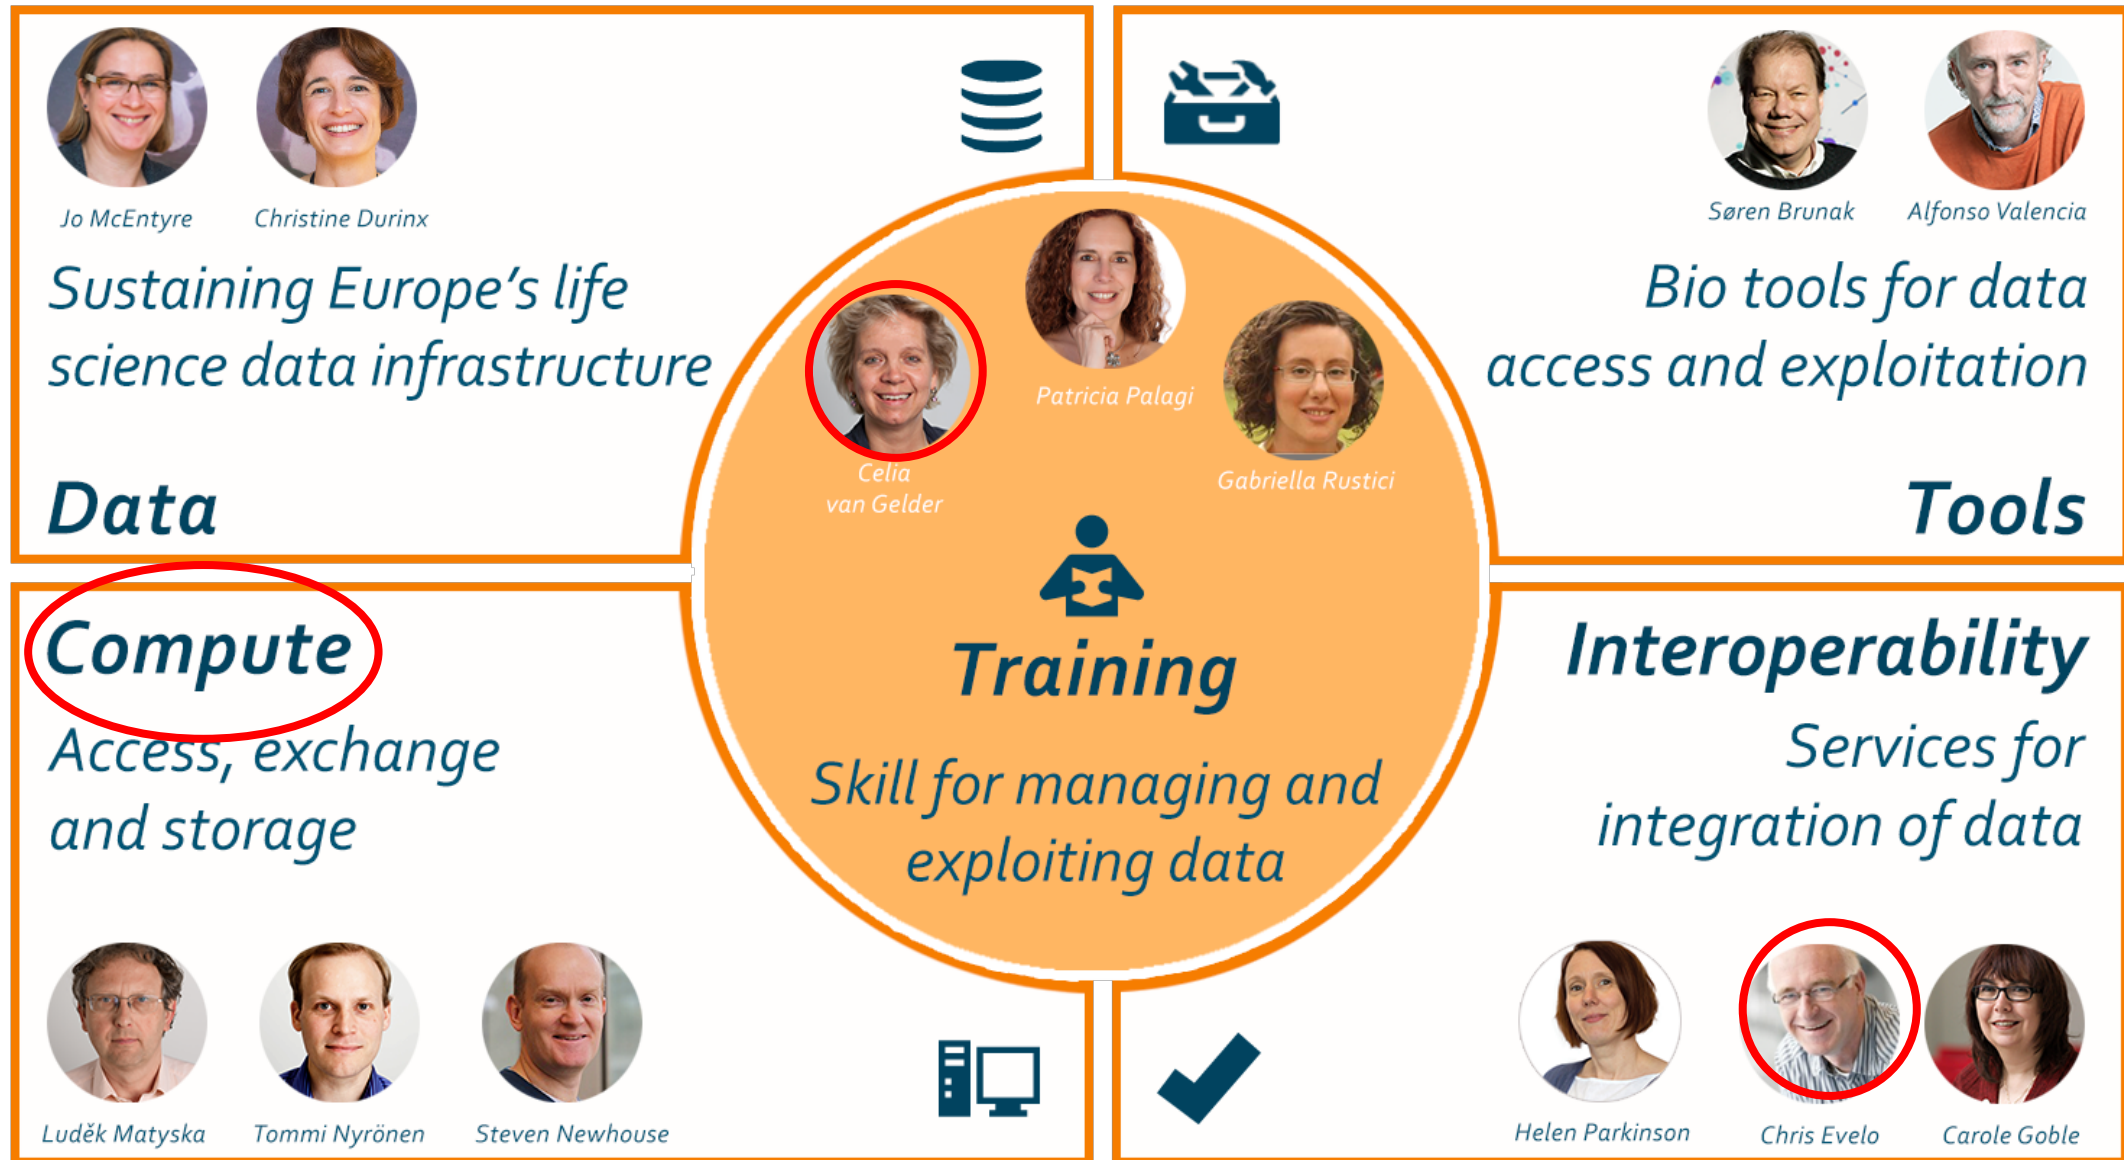 Jo McEntyre
Christine Durinx
Sustaining Europe's life
science data infrastructure
Data
Søren Brunak
Alfonso Valencia
Bio tools for data
access and exploitation
Tools
Patricia Palagi
Celia
van Gelder
Gabriella Rustici
Training
Skill for managing and
exploiting data
Compute
Access, exchange
and storage
Luděk Matyska
Tommi Nyrönen
Steven Newhouse
Interoperability
Services for
integration of data
Helen Parkinson
Chris Evelo
Carole Goble